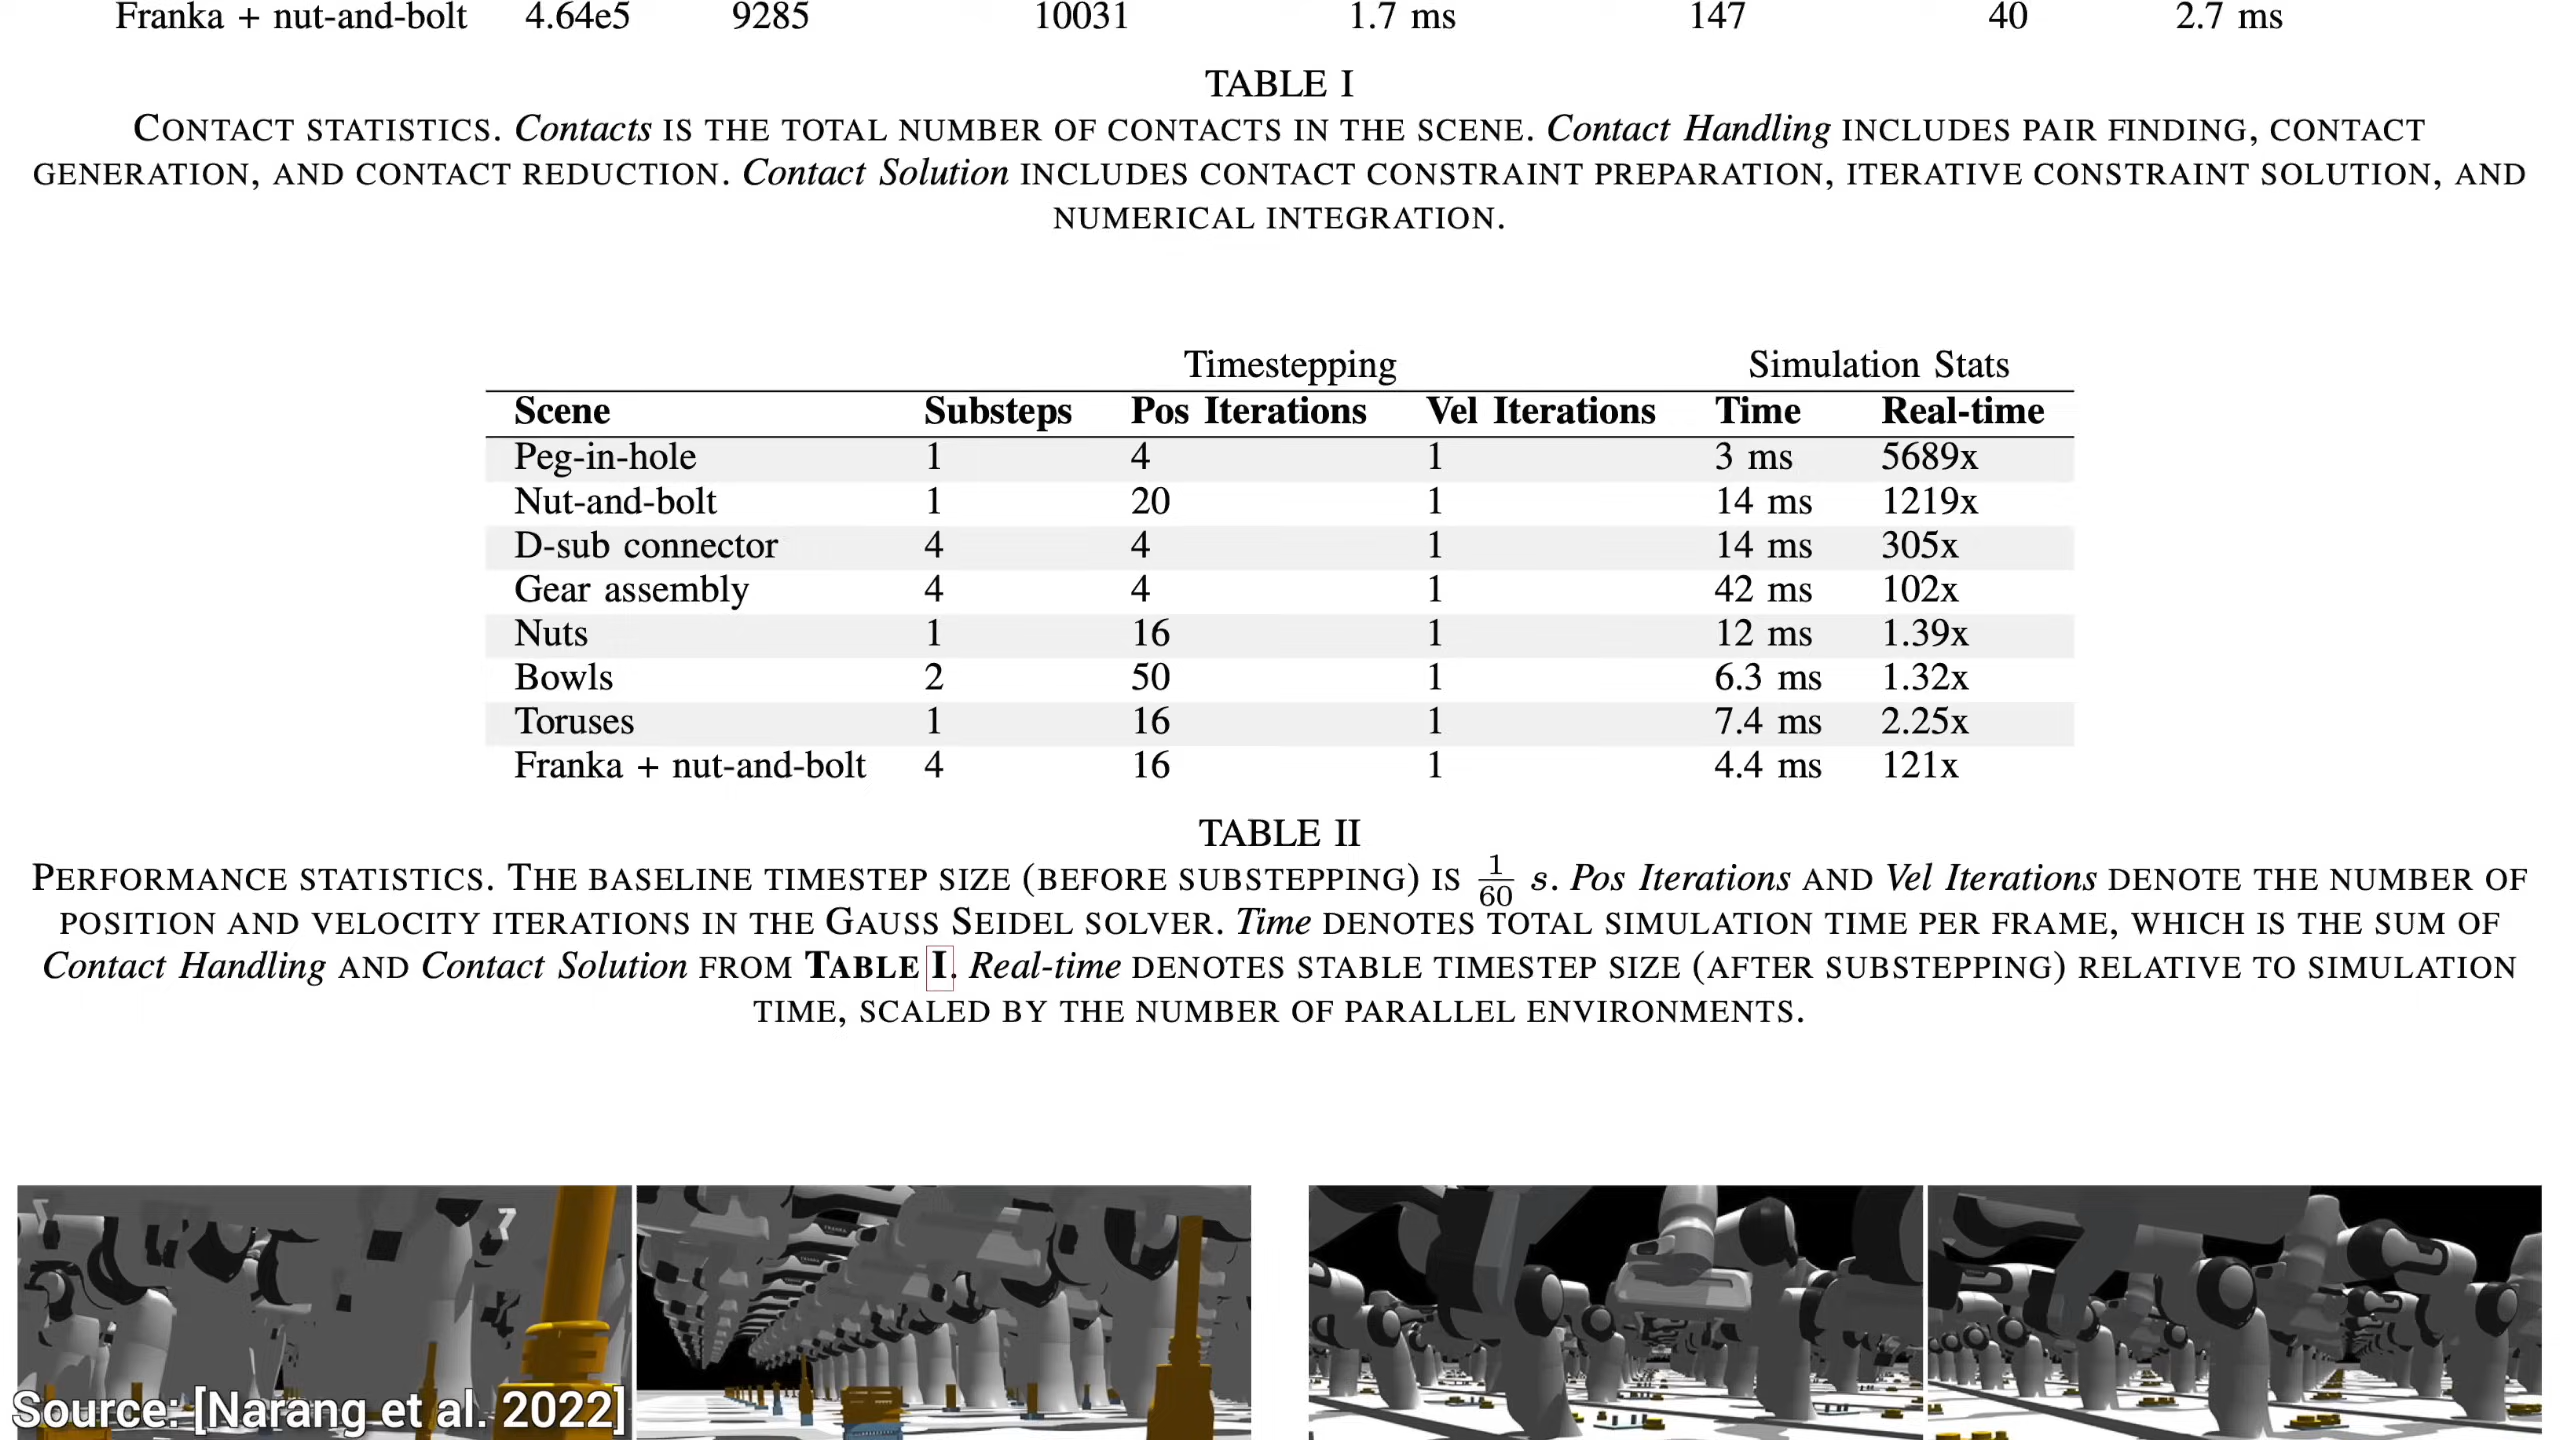 Franka + nut-and-bolt 4.64e5 9285 10031 1.7 ms 147 40 2.7 ms
TABLE I
CONTACT STATISTICS. Contacts IS THE TOTAL NUMBER OF CONTACTS IN THE SCENE. Contact Handling INCLUDES PAIR FINDING, CONTACT
GENERATION, AND CONTACT REDUCTION. Contact Solution INCLUDES CONTACT CONSTRAINT PREPARATION, ITERATIVE CONSTRAINT SOLUTION, AND
NUMERICAL INTEGRATION.
Timestepping Simulation Stats
Scene Substeps Pos Iterations Vel Iterations Time Real-time
Peg-in-hole 1 4 1 3 ms 5689x
Nut-and-bolt 1 20 1 14 ms 1219x
D-sub connector 4 4 1 14 ms 305x
Gear assembly 4 4 1 42 ms 102x
Nuts 1 16 1 12 ms 1.39x
Bowls 2 50 1 6.3 ms 1.32x
Toruses 1 16 1 7.4 ms 2.25x
Franka + nut-and-bolt 4 16 1 4.4 ms 121x
TABLE II
PERFORMANCE STATISTICS. THE BASELINE TIMESTEP SIZE (BEFORE SUBSTEPPING) IS 1/60 s. Pos Iterations AND Vel Iterations DENOTE THE NUMBER OF
POSITION AND VELOCITY ITERATIONS IN THE GAUSS SEIDEL SOLVER. Time DENOTES TOTAL SIMULATION TIME PER FRAME, WHICH IS THE SUM OF
Contact Handling AND Contact Solution FROM TABLE I. Real-time DENOTES STABLE TIMESTEP SIZE (AFTER SUBSTEPPING) RELATIVE TO SIMULATION
TIME, SCALED BY THE NUMBER OF PARALLEL ENVIRONMENTS.
Source: [Narang et al. 2022]